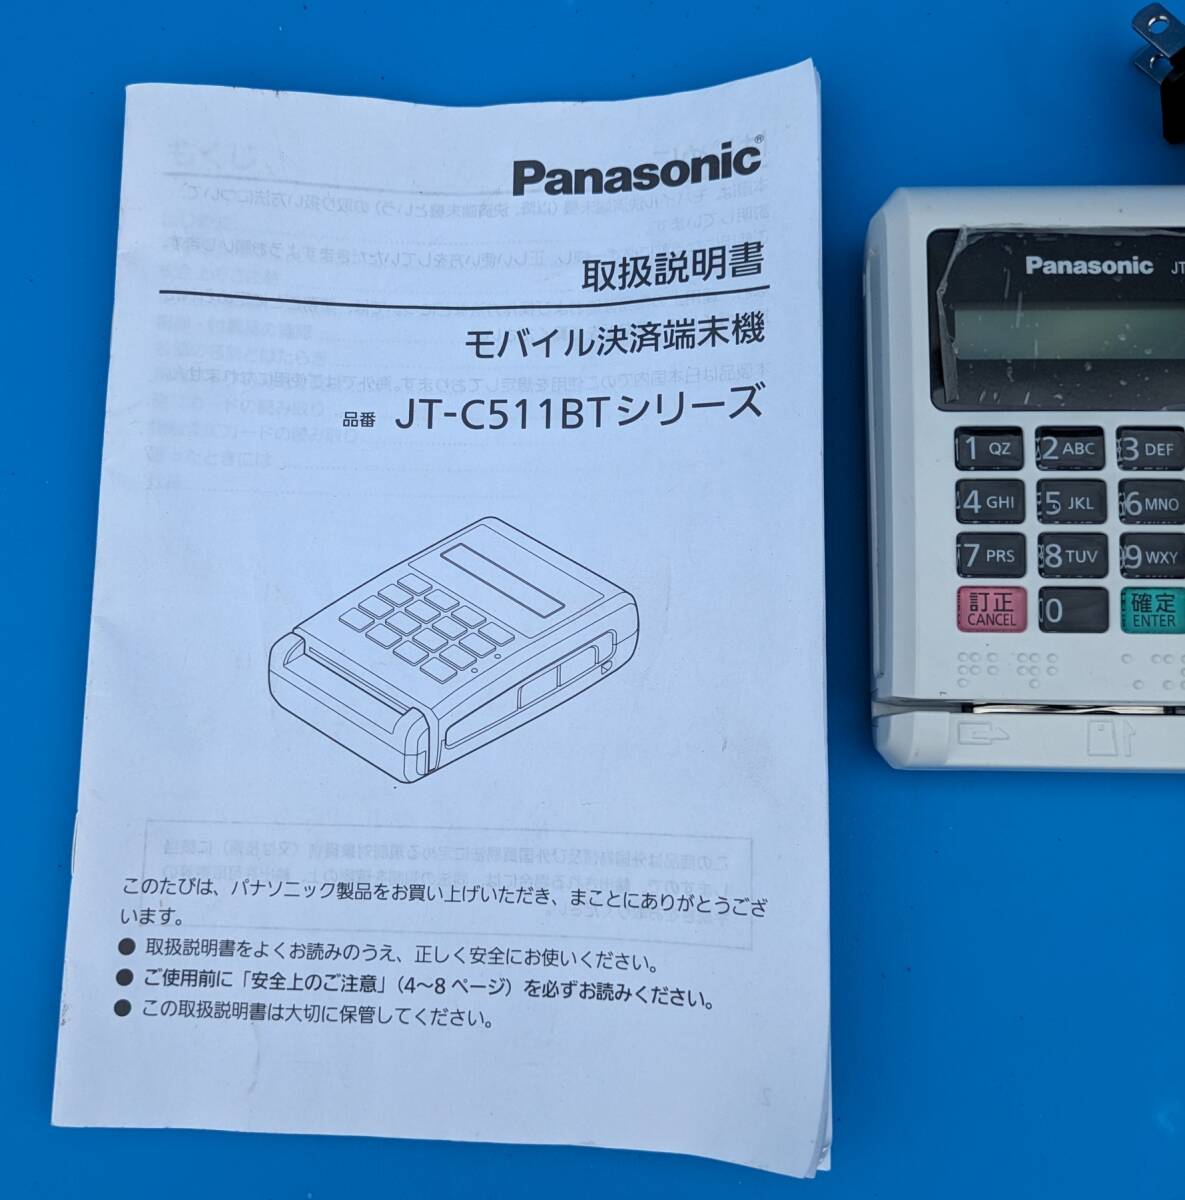 Panasonic®
取扱説明書
モバイル決済端末機
品番 JT-C511BTシリーズ
このたびは、パナソニック製品をお買い上げいただき、まことにありがとうござ
います。
● 取扱説明書をよくお読みのうえ、正しく安全にお使いください。
● ご使用前に「安全上のご注意」（4～8 ページ）を必ずお読みください。
● この取扱説明書は大切に保管してください。
Panasonic JT
1 QZ 2 ABC 3 DEF
4 GHI 5 JKL 6 MNO
7 PRS 8 TUV 9 WXY
訂正 0 確定
CANCEL ENTER